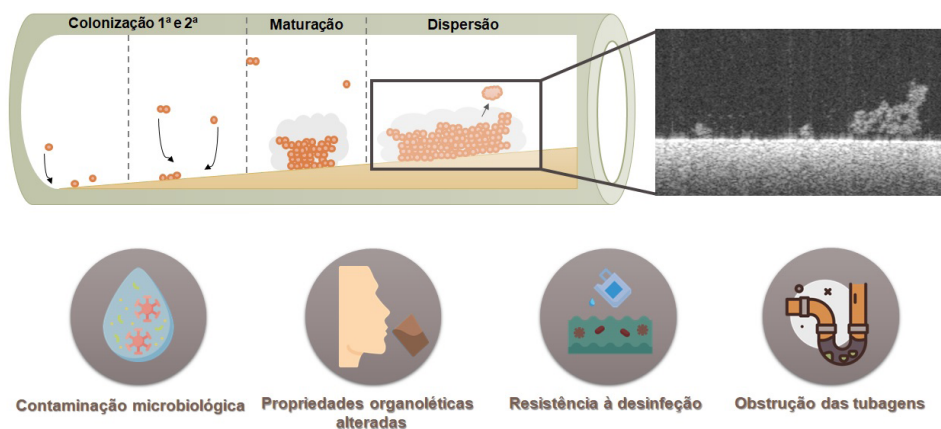 Colonização 1ª e 2ª
Maturação
Dispersão
Contaminação microbiológica
Propriedades organoléticas
alteradas
Resistência à desinfeção
Obstrução das tubagens